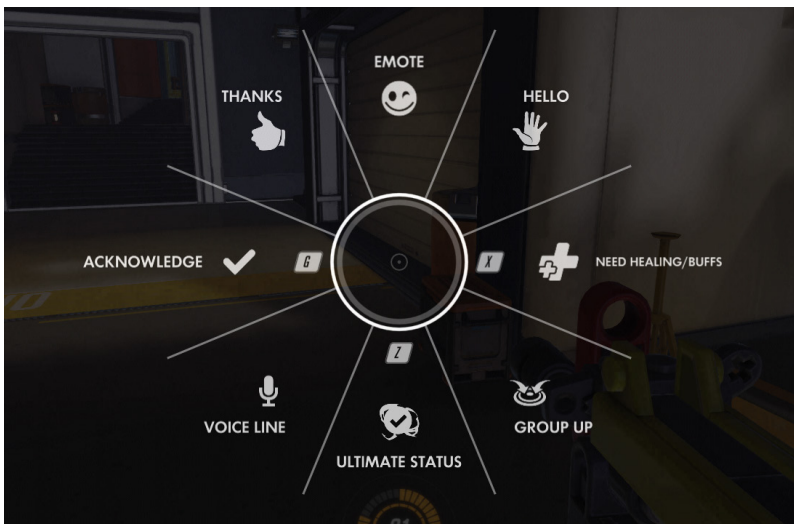 EMOTE
THANKS
HELLO
ACKNOWLEDGE
G
X
NEED HEALING/BUFFS
Z
VOICE LINE
GROUP UP
ULTIMATE STATUS